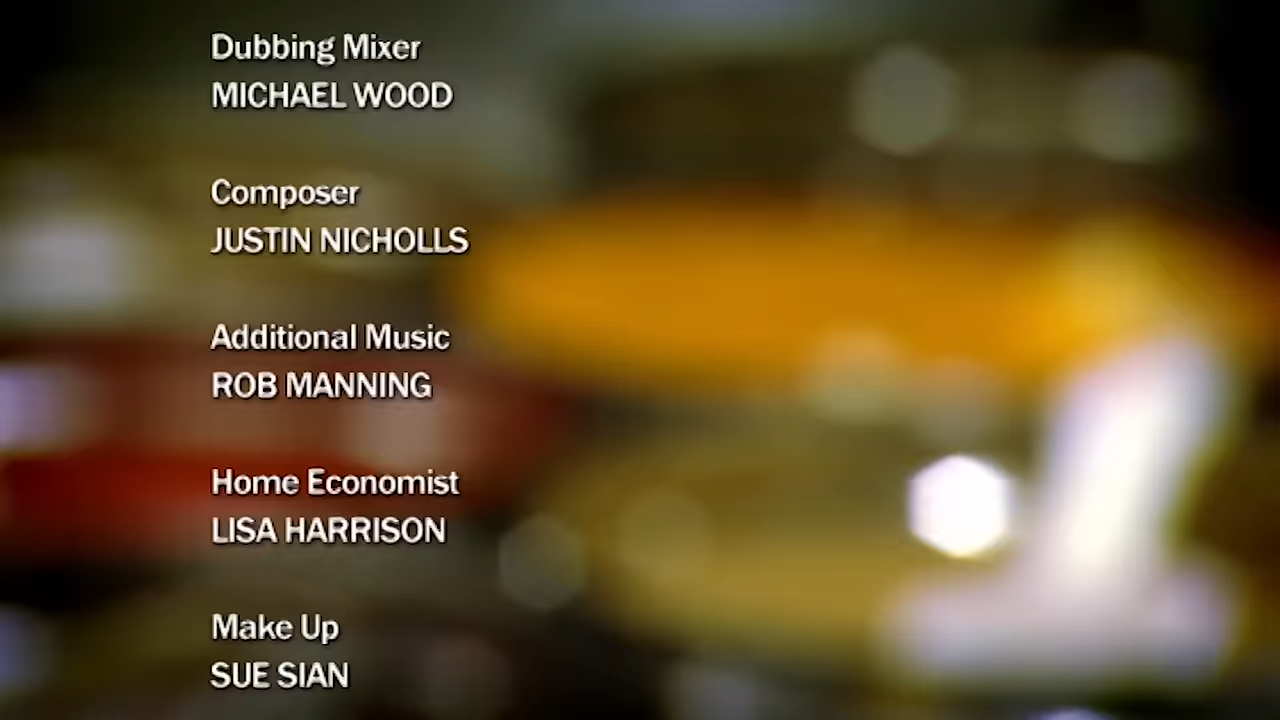 Dubbing Mixer
MICHAEL WOOD
Composer
JUSTIN NICHOLLS
Additional Music
ROB MANNING
Home Economist
LISA HARRISON
Make Up
SUE SIAN